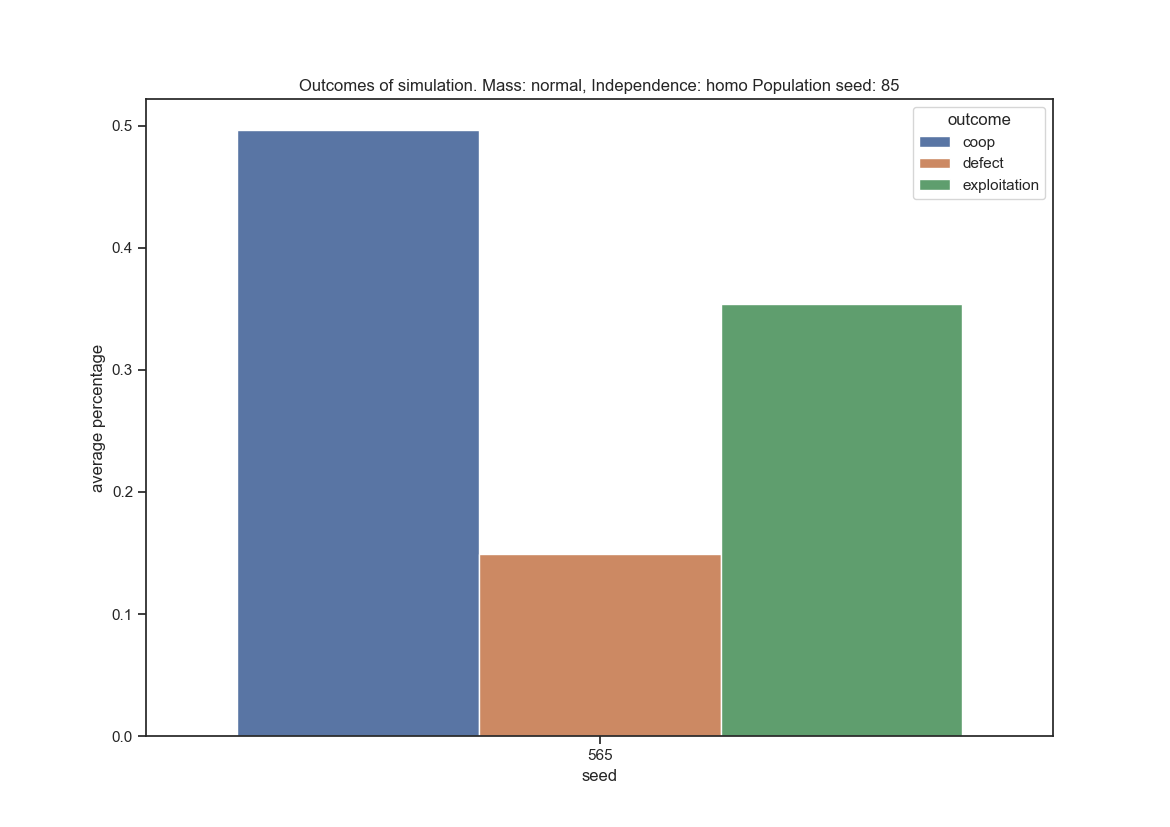 Outcomes of simulation. Mass: normal, Independence: homo Population seed: 85
outcome
coop
defect
exploitation
average percentage
0.5
0.4
0.3
0.2
0.1
0.0
565
seed